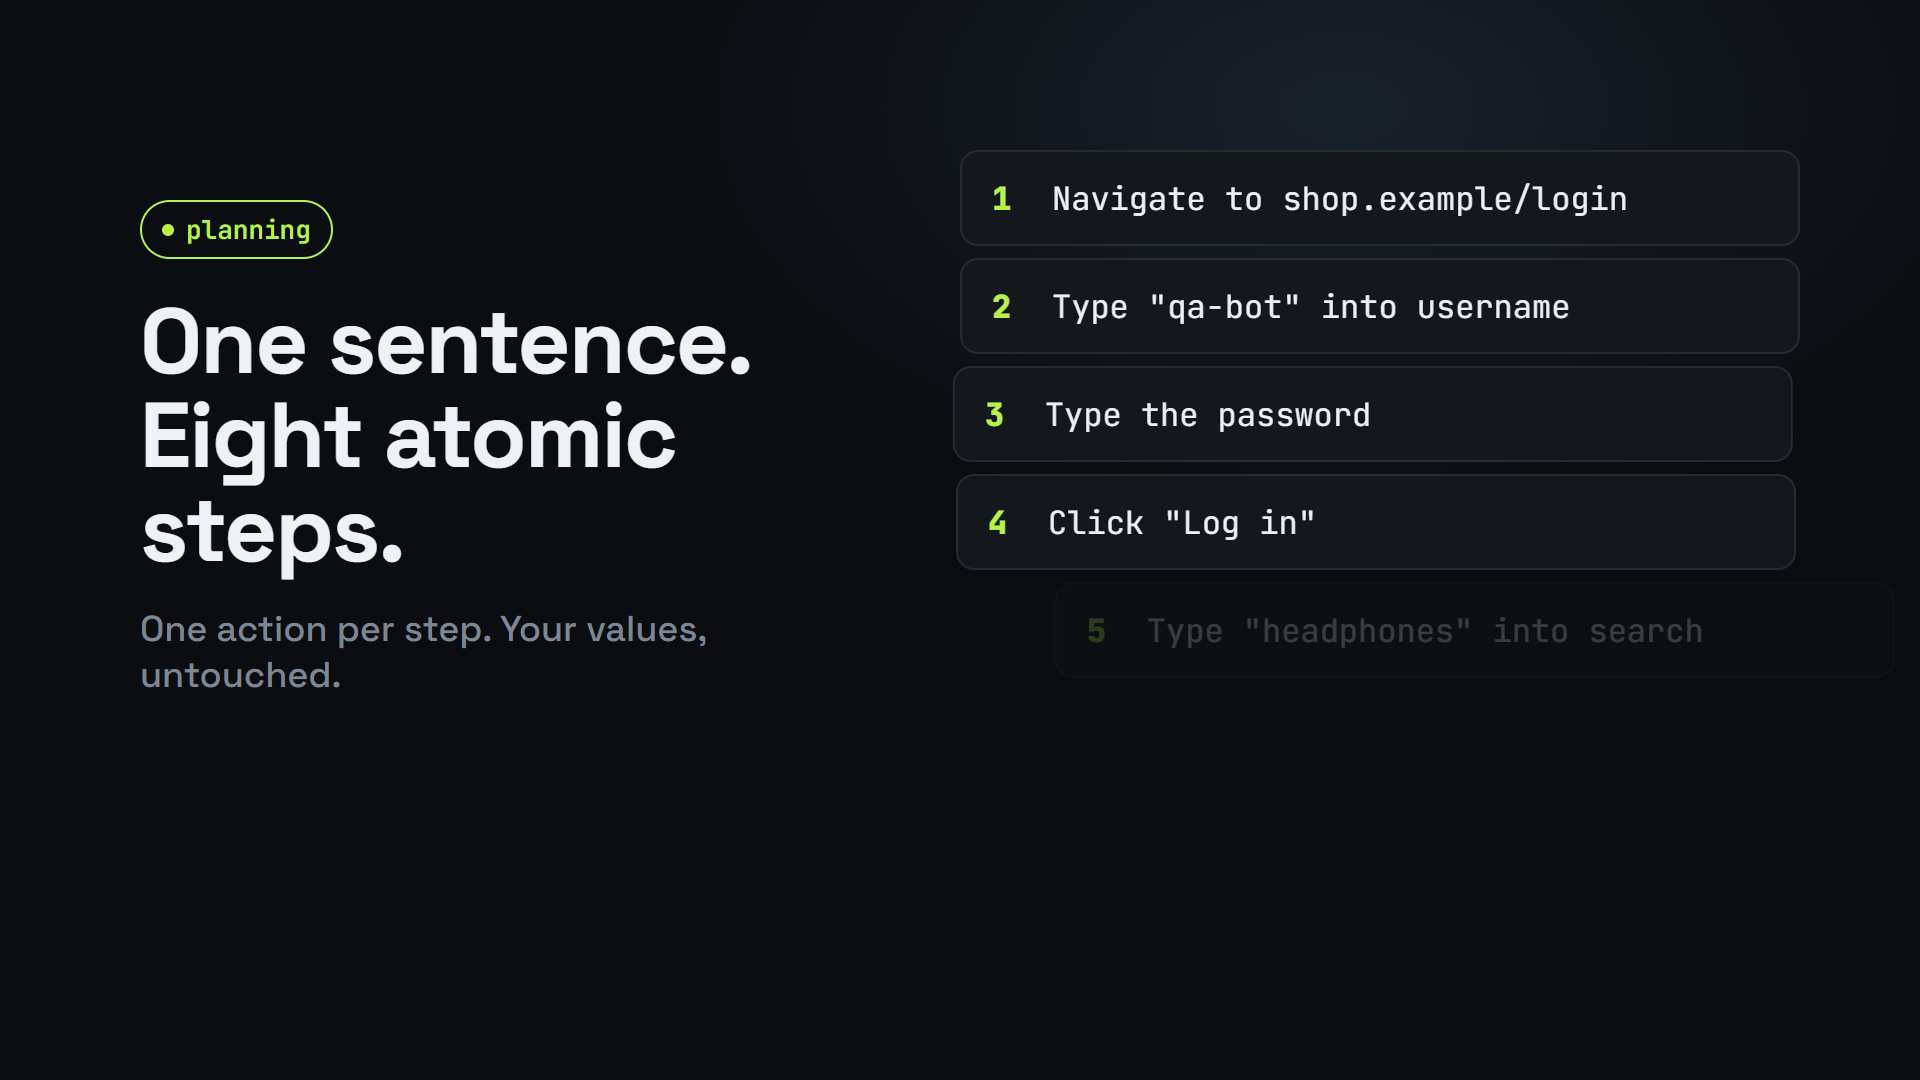 planning
One sentence.
Eight atomic
steps.
One action per step. Your values,
untouched.
1 Navigate to shop.example/login
2 Type "qa-bot" into username
3 Type the password
4 Click "Log in"
5 Type "headphones" into search